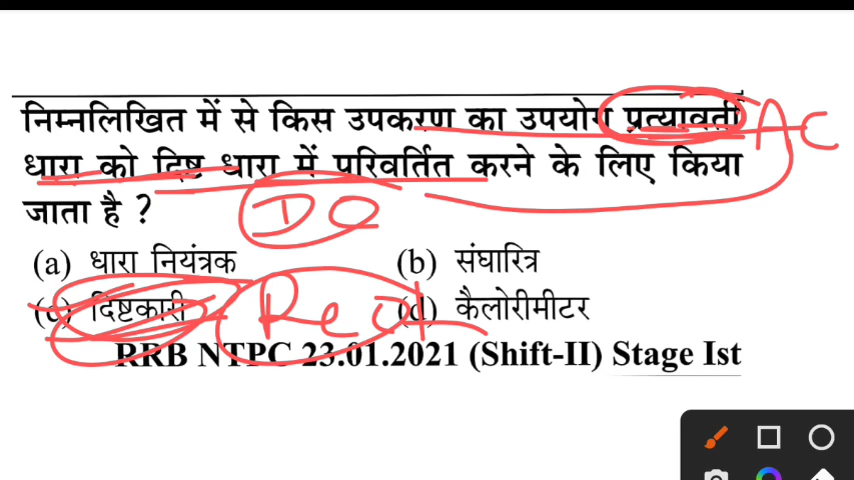 निम्नलिखित में से किस उपकरण का उपयोग प्रत्यावर्ती AC
धारा को दिष्ट धारा में परिवर्तित करने के लिए किया
जाता है ? DC
(a) धारा नियंत्रक (b) संघारित्र
(c) दिष्टकारी Rect (d) कैलोरीमीटर
RRB NTPC 23.01.2021 (Shift-II) Stage Ist